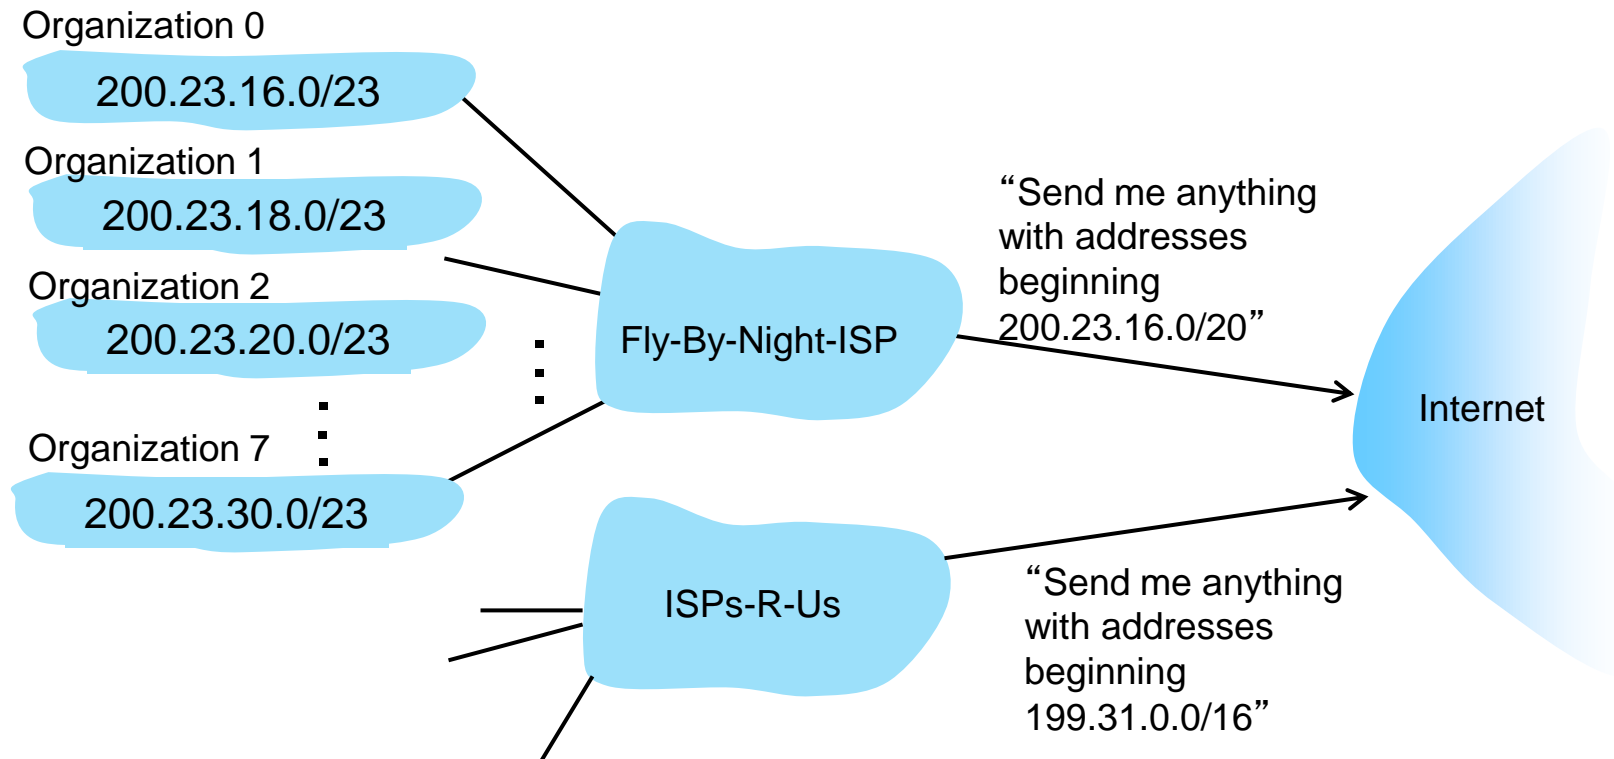 Organization 0
200.23.16.0/23
Organization 1
200.23.18.0/23
Organization 2
200.23.20.0/23
Organization 7
200.23.30.0/23
Fly-By-Night-ISP
“Send me anything
with addresses
beginning
200.23.16.0/20”
Internet
ISPs-R-Us
“Send me anything
with addresses
beginning
199.31.0.0/16”